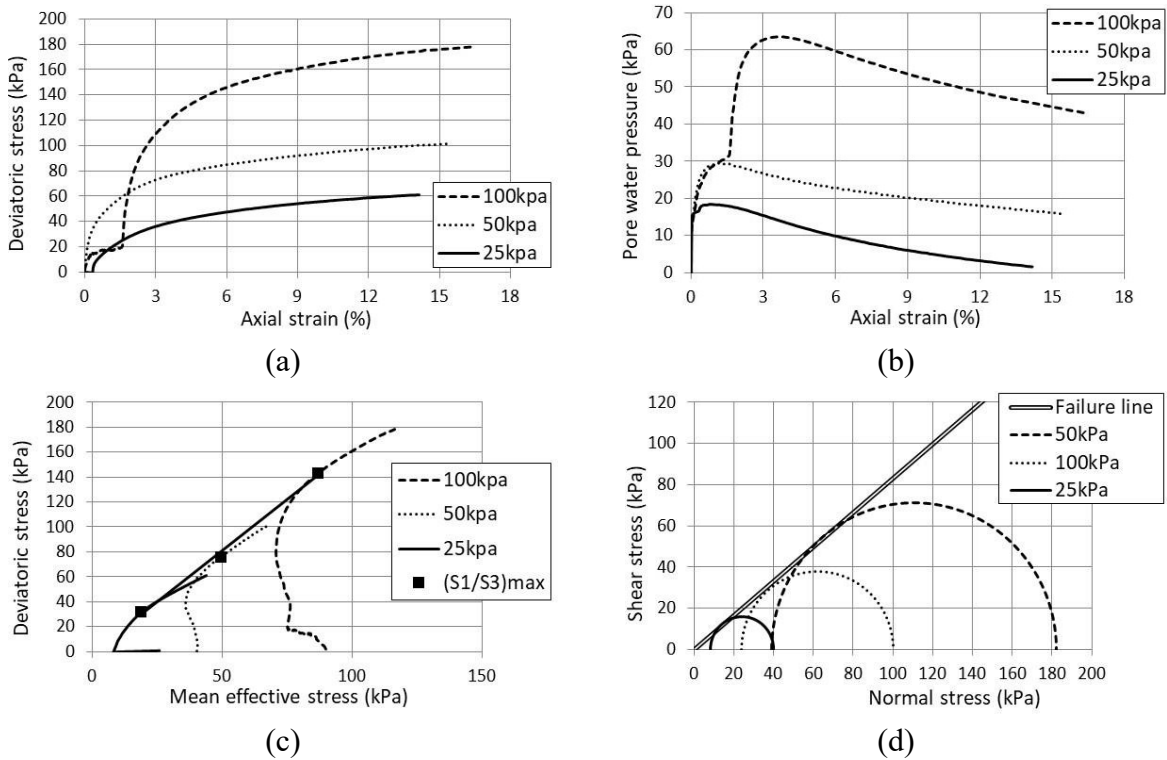 200
180
160
140
120
100
80
60
40
20
0
0 3 6 9 12 15 18
Deviatoric stress (kPa)
Axial strain (%)
100kpa
50kpa
25kpa
(a)
70
60
50
40
30
20
10
0
0 3 6 9 12 15 18
Pore water pressure (kPa)
Axial strain (%)
100kpa
50kpa
25kpa
(b)
200
180
160
140
120
100
80
60
40
20
0
0 50 100 150
Deviatoric stress (kPa)
Mean effective stress (kPa)
100kpa
50kpa
25kpa
(S1/S3)max
(c)
120
100
80
60
40
20
0
0 20 40 60 80 100 120 140 160 180 200
Shear stress (kPa)
Normal stress (kPa)
Failure line
50kPa
100kPa
25kPa
(d)